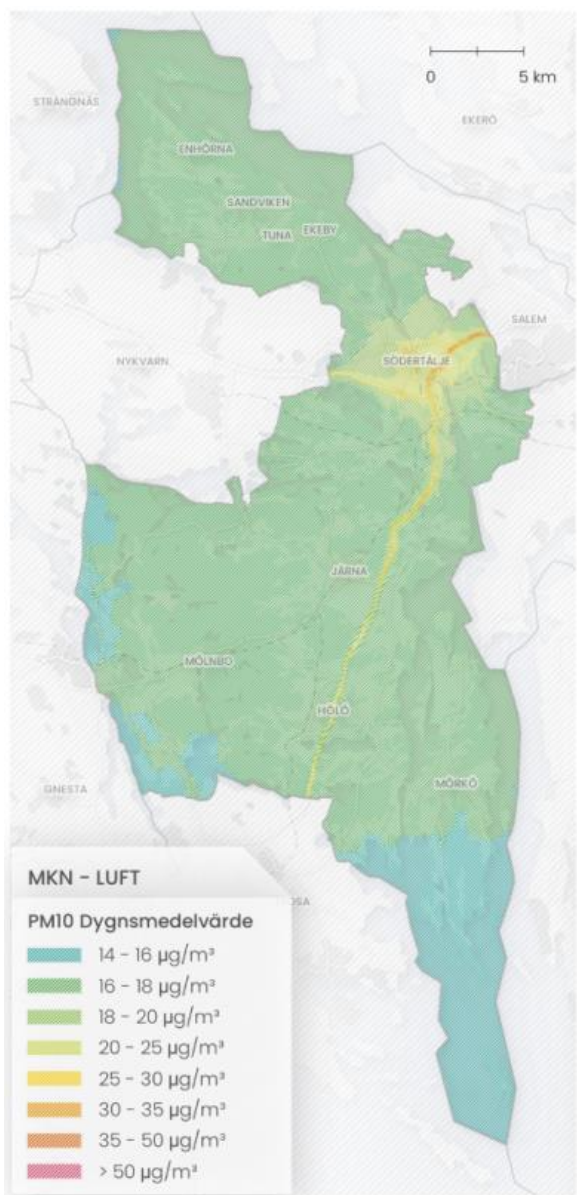 0 5 km
STRÄNGNÄS
EKERÖ
ENHÖRNA
SANDVIKEN
TUNA EKEBY
SALEM
NYKVARN
SÖDERTÄLJE
JÄRNA
MÖLNBO
HÖLÖ
GNESTA
MÖRKÖ
OSA
MKN - LUFT
PM10 Dygnsmedelvärde
14 - 16 µg/m³
16 - 18 µg/m³
18 - 20 µg/m³
20 - 25 µg/m³
25 - 30 µg/m³
30 - 35 µg/m³
35 - 50 µg/m³
> 50 µg/m³